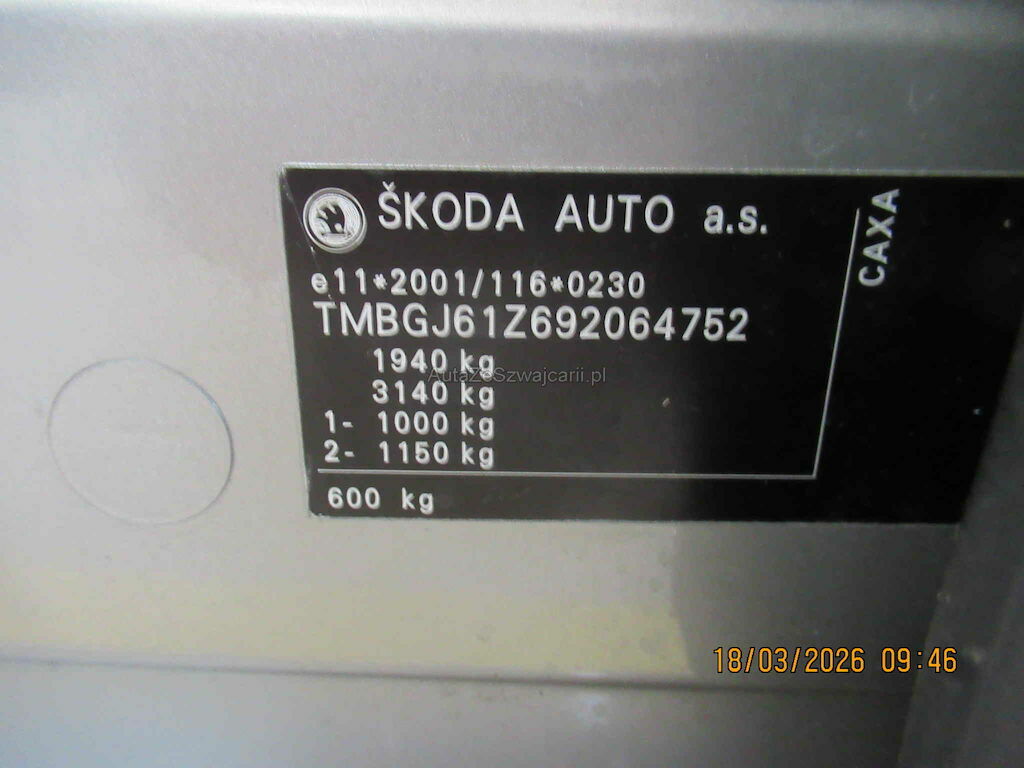 ŠKODA AUTO a.s.
e11*2001/116*0230
TMBGJ61Z692064752
1940 kg
3140 kg
1- 1000 kg
2- 1150 kg
600 kg
CAXA
AutaZeSzwajcarii.pl
18/03/2026 09:46